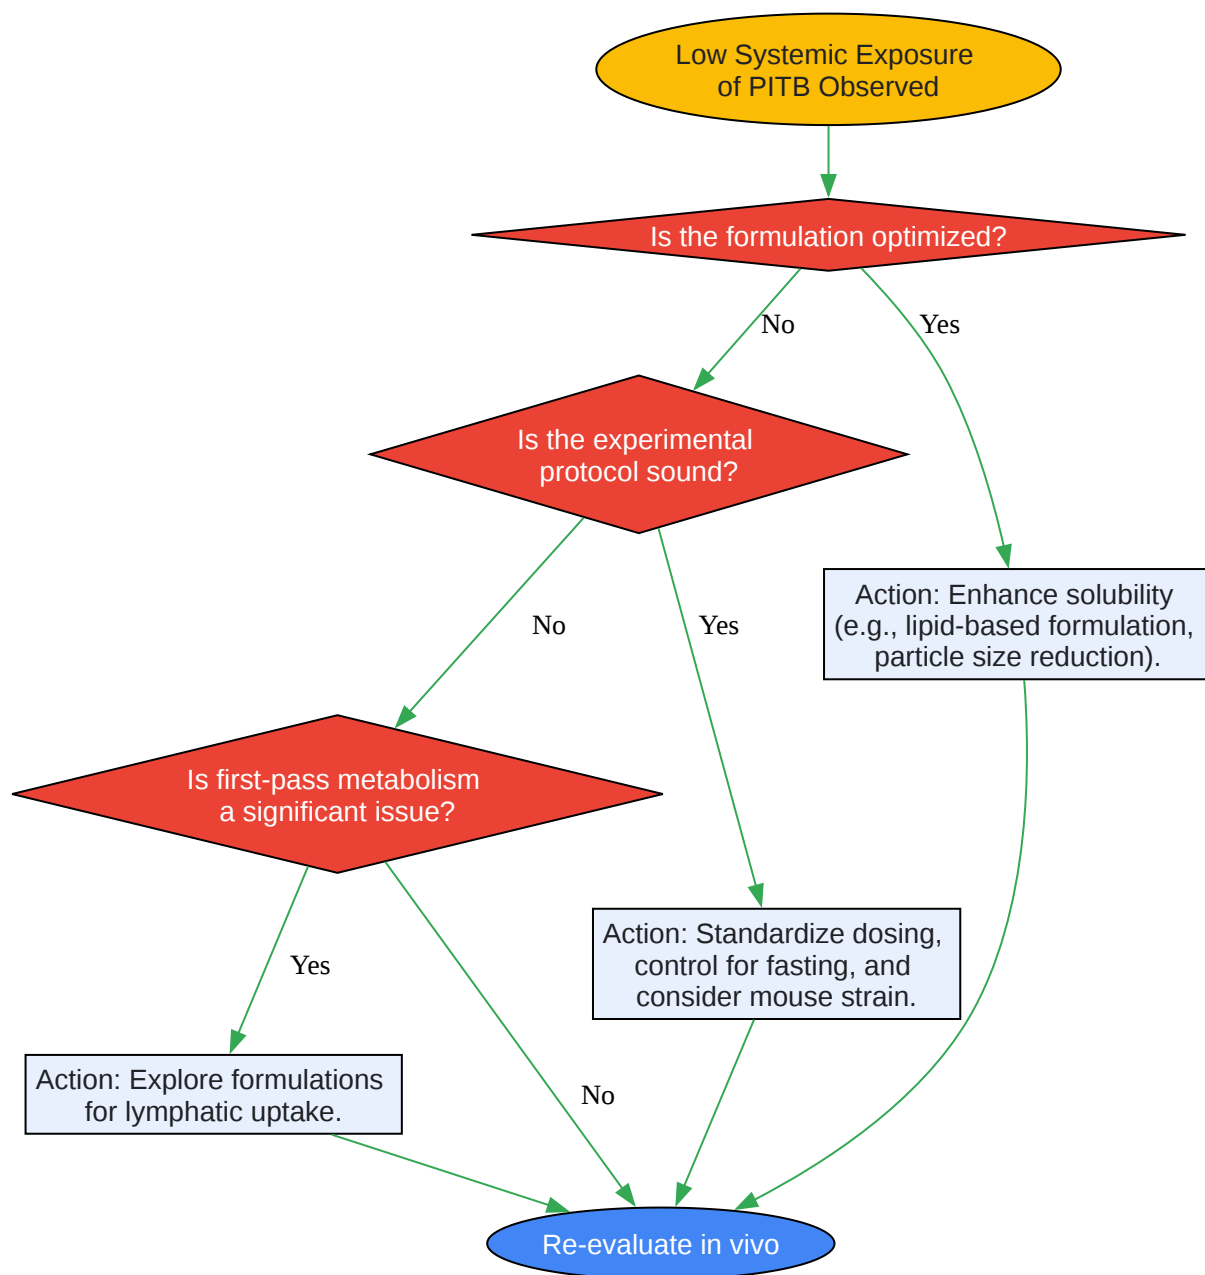 Low Systemic Exposure
of PITB Observed
Is the formulation optimized?
No
Yes
Is the experimental
protocol sound?
Action: Enhance solubility
(e.g., lipid-based formulation,
particle size reduction).
No
Yes
Is first-pass metabolism
a significant issue?
Action: Standardize dosing,
control for fasting, and
consider mouse strain.
Yes
No
Action: Explore formulations
for lymphatic uptake.
Re-evaluate in vivo